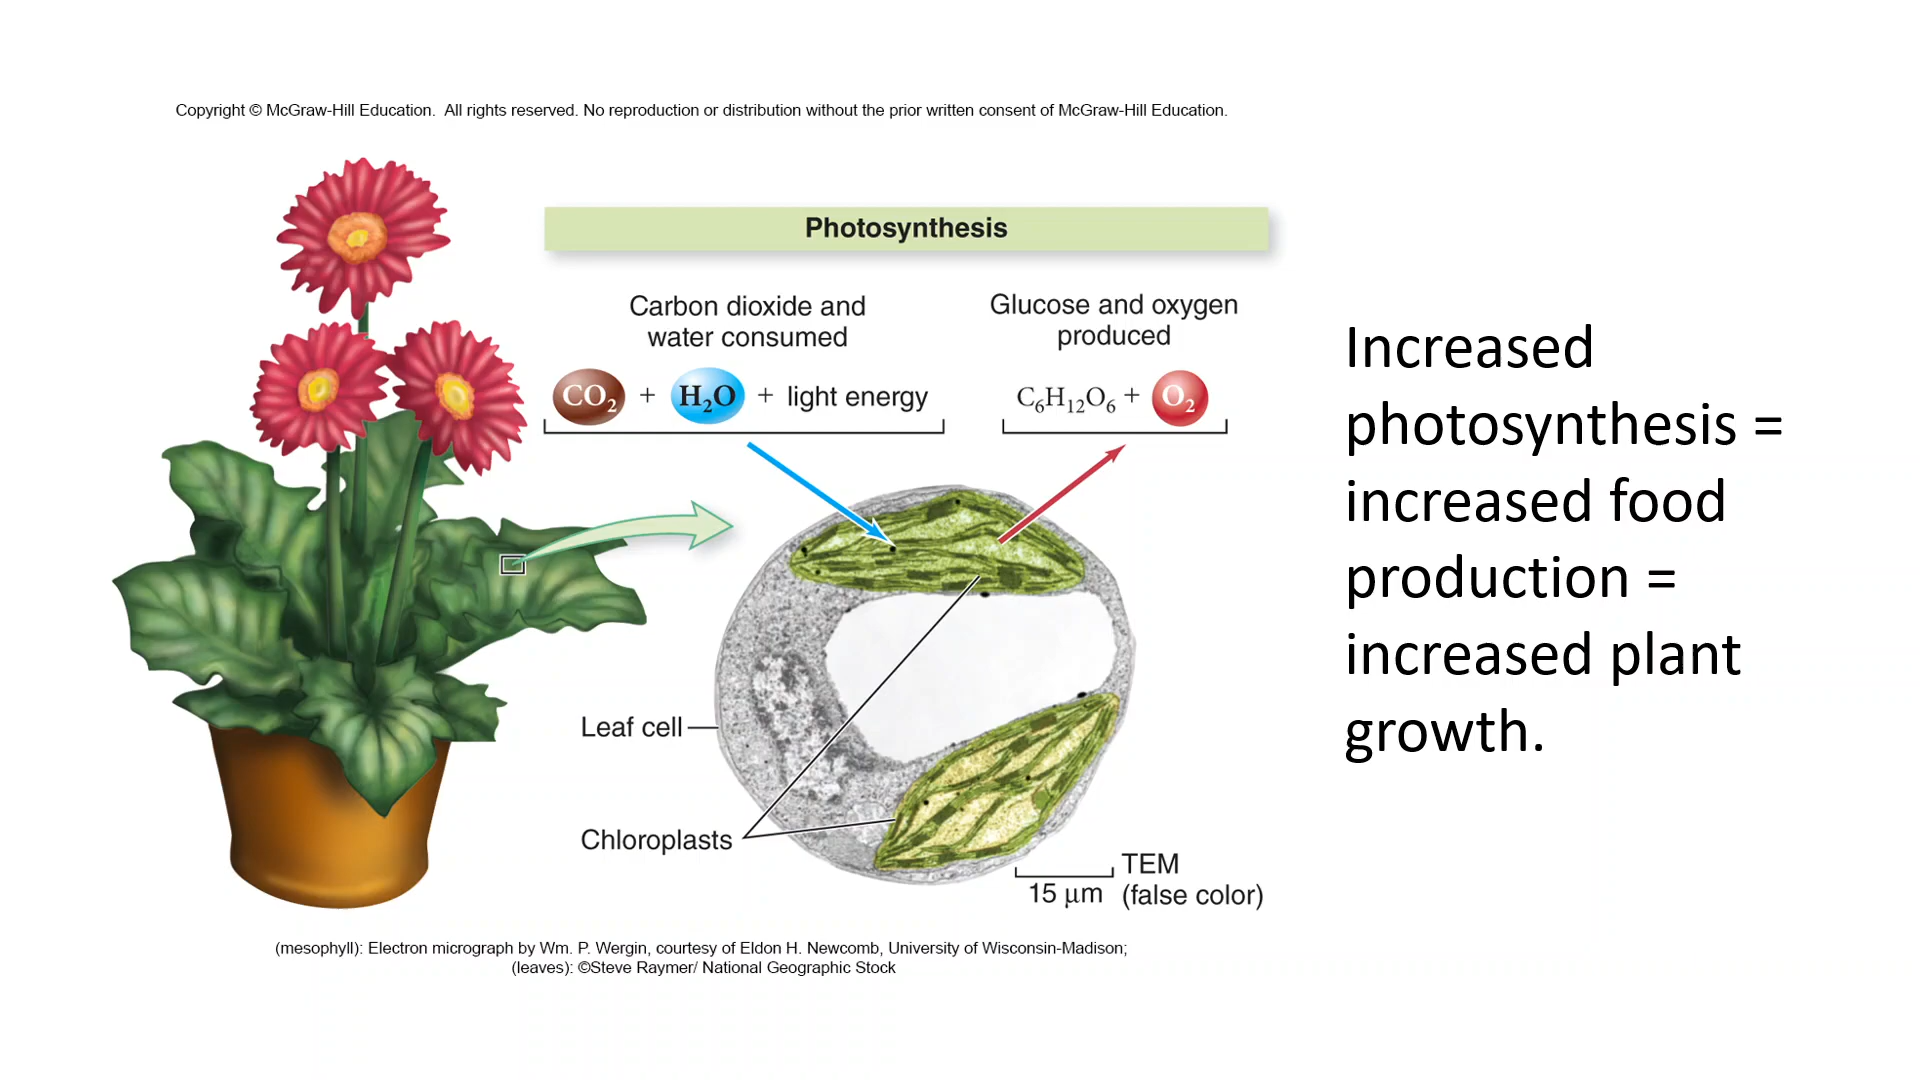 Copyright © McGraw-Hill Education.  All rights reserved. No reproduction or distribution without the prior written consent of McGraw-Hill Education.
Photosynthesis
Carbon dioxide and
water consumed
CO₂ + H₂O + light energy
Glucose and oxygen
produced
C₆H₁₂O₆ + O₂
Leaf cell
Chloroplasts
TEM
15 μm (false color)
(mesophyll): Electron micrograph by Wm. P. Wergin, courtesy of Eldon H. Newcomb, University of Wisconsin-Madison;
(leaves): ©Steve Raymer/ National Geographic Stock
Increased
photosynthesis =
increased food
production =
increased plant
growth.